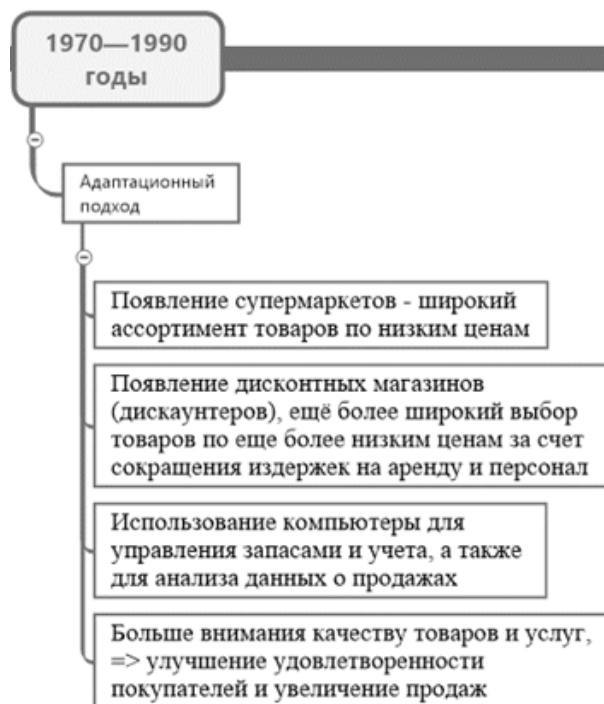 1970—1990
годы
Адаптационный
подход
Появление супермаркетов - широкий
ассортимент товаров по низким ценам
Появление дисконтных магазинов
(дискаунтеров), ещё более широкий выбор
товаров по еще более низким ценам за счет
сокращения издержек на аренду и персонал
Использование компьютеры для
управления запасами и учета, а также
для анализа данных о продажах
Больше внимания качеству товаров и услуг,
=> улучшение удовлетворенности
покупателей и увеличение продаж